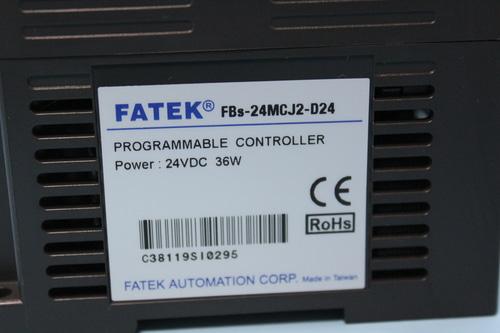 FATEK® FBs-24MCJ2-D24
PROGRAMMABLE CONTROLLER
Power : 24VDC 36W
CE
RoHs
C38119SI0295
FATEK AUTOMATION CORP. Made in Taiwan